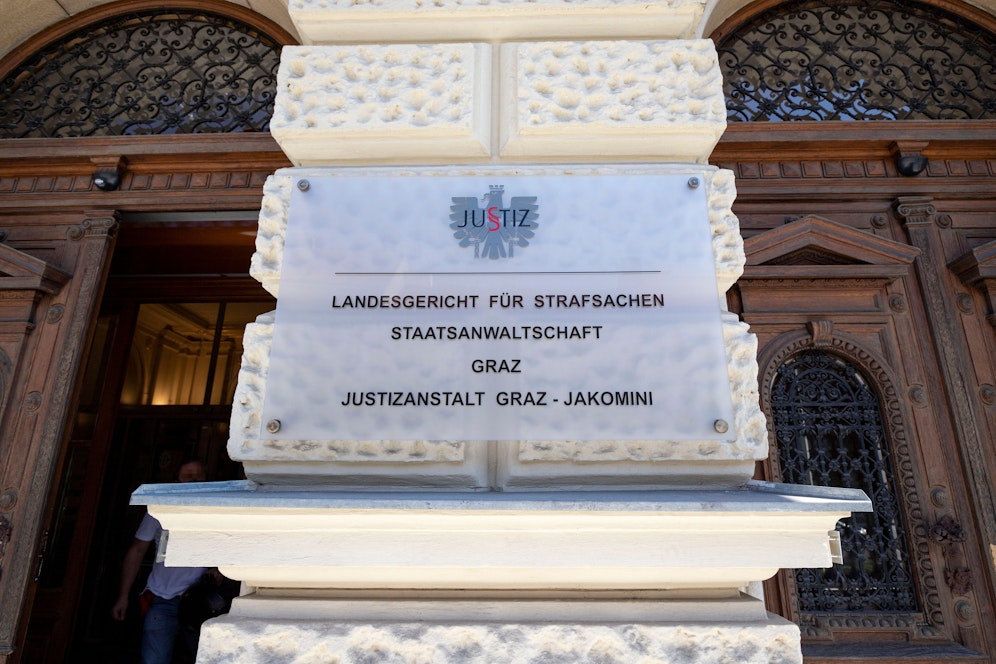 JUSTIZ
LANDESGERICHT FÜR STRAFSACHEN
STAATSANWALTSCHAFT
GRAZ
JUSTIZANSTALT GRAZ - JAKOMINI